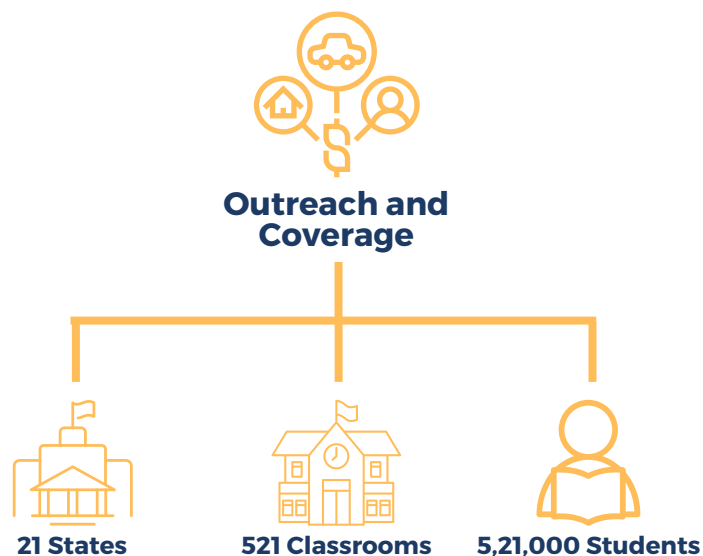 Outreach and
Coverage
21 States
521 Classrooms
5,21,000 Students